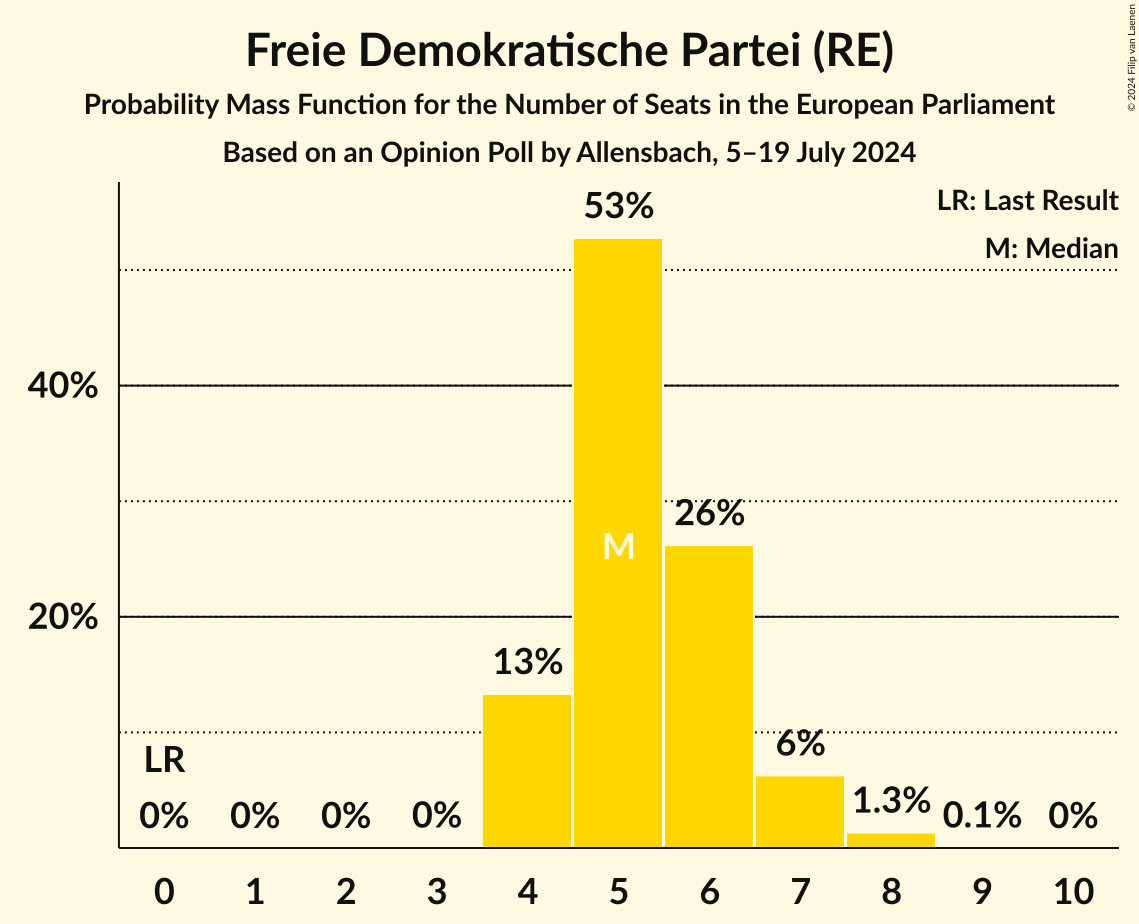 Freie Demokratische Partei (RE)
Probability Mass Function for the Number of Seats in the European Parliament
Based on an Opinion Poll by Allensbach, 5–19 July 2024
© 2024 Filip van Laenen
LR: Last Result
M: Median
53%
40%
26%
M
20%
13%
6%
LR
1.3%
0% 0% 0% 0% 0.1% 0%
0 1 2 3 4 5 6 7 8 9 10